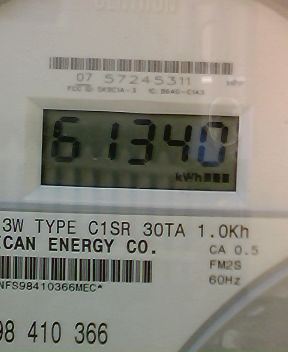 CENTRON
07 57245311
61340
kWh
3W TYPE C1SR 30TA 1.0Kh
ICAN ENERGY CO.
CA 0.5
FM2S
60Hz
NFS98410366MEC*
98 410 366